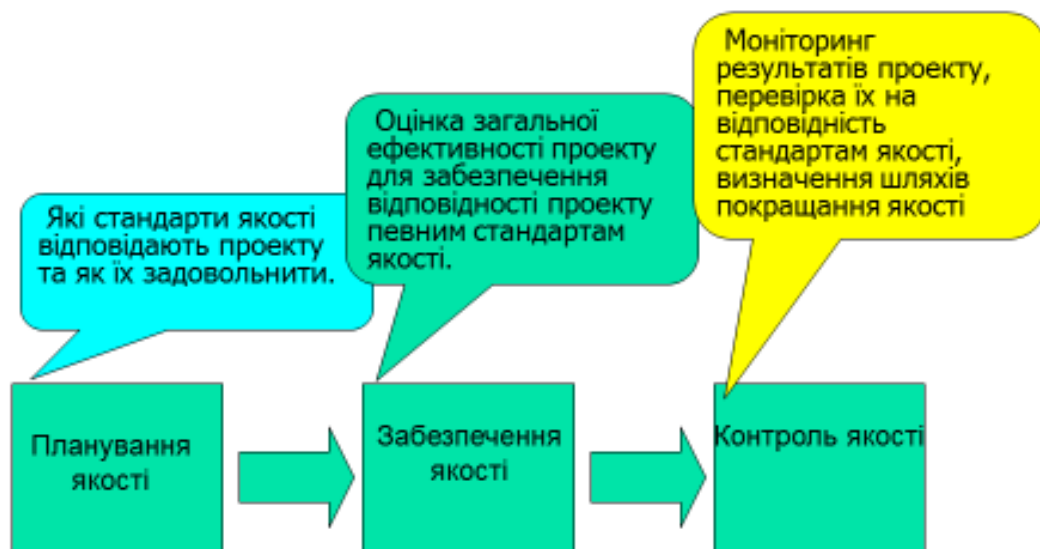 Які стандарти якості
відповідають проекту
та як їх задовольнити.
Оцінка загальної
ефективності проекту
для забезпечення
відповідності проекту
певним стандартам
якості.
Моніторинг
результатів проекту,
перевірка їх на
відповідність
стандартам якості,
визначення шляхів
покращання якості
Планування
якості
Забезпечення
якості
Контроль якості